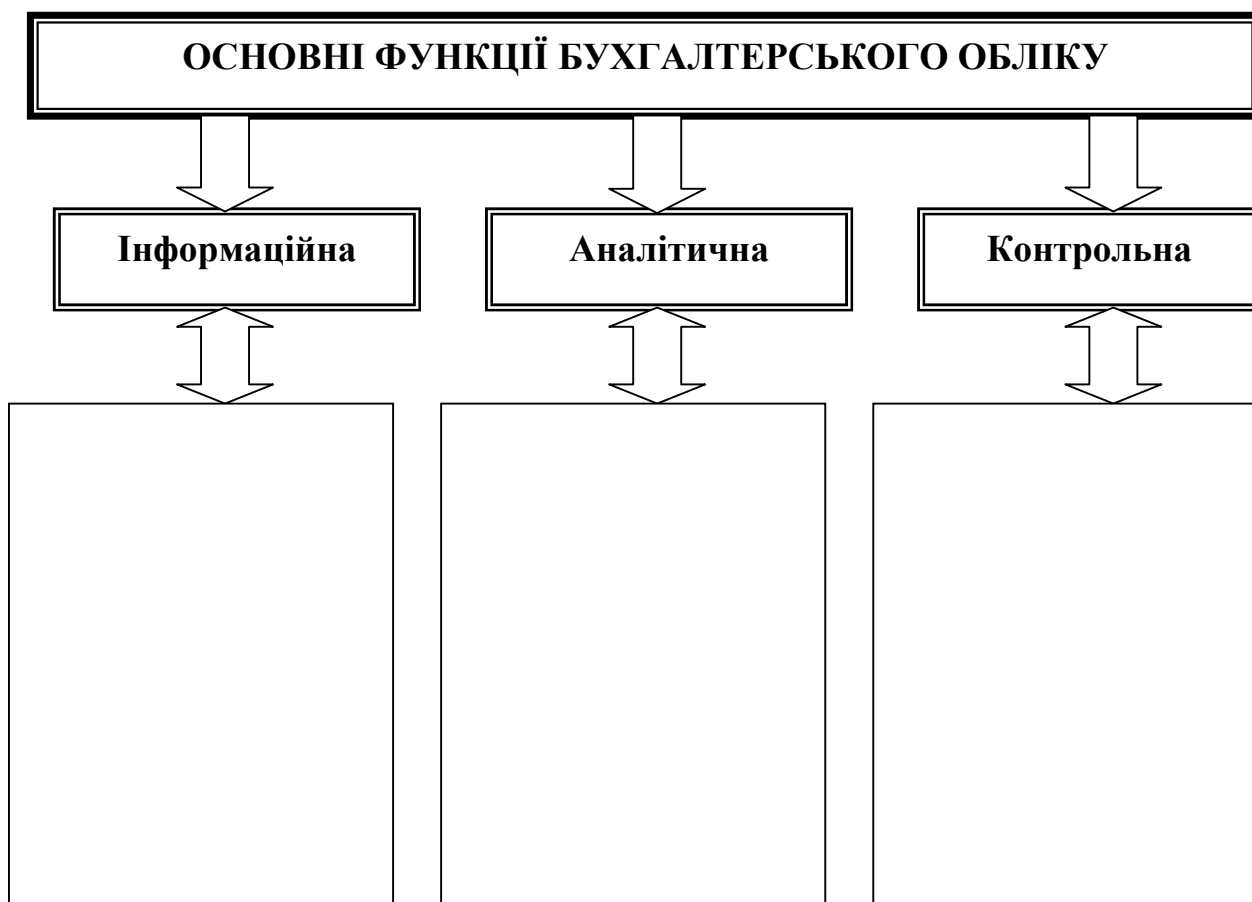 ОСНОВНІ ФУНКЦІЇ БУХГАЛТЕРСЬКОГО ОБЛІКУ
Інформаційна
Аналітична
Контрольна